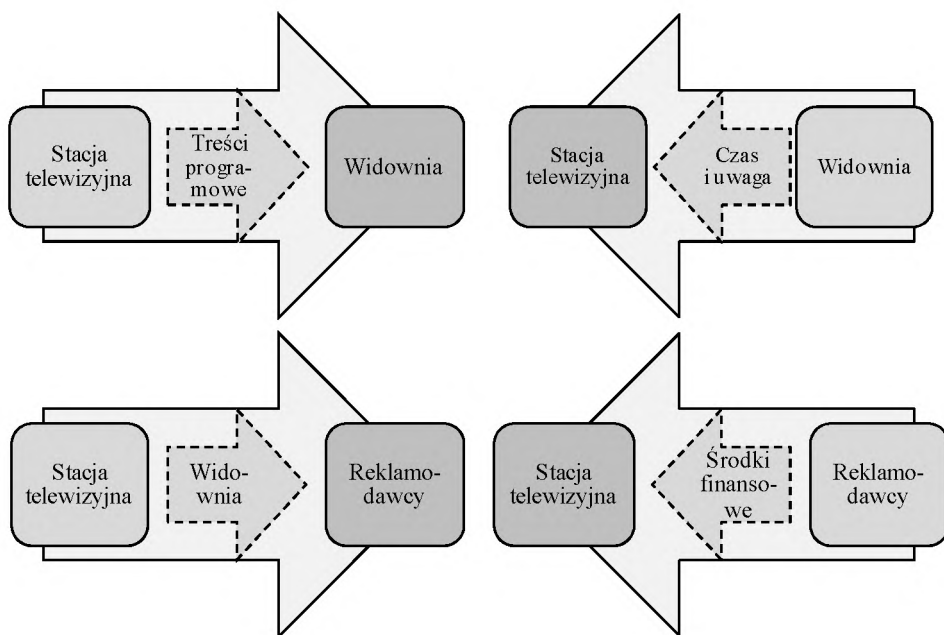 Stacja
telewizyjna
Treści
progra-
mowe
Widownia
Stacja
telewizyjna
Czas
i uwaga
Widownia
Stacja
telewizyjna
Wido-
wnia
Reklamo-
dawcy
Stacja
telewizyjna
Środki
finanso-
we
Reklamo-
dawcy